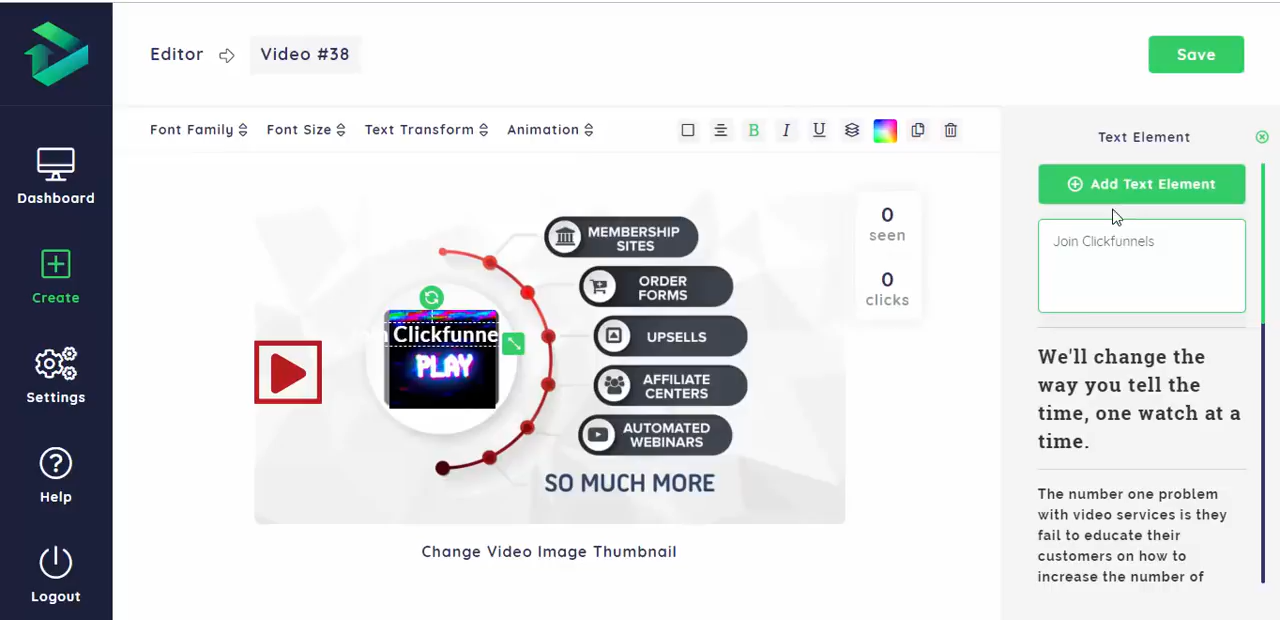 Editor
Video #38
Save
Font Family
Font Size
Text Transform
Animation
B
I
U
Text Element
Dashboard
Create
Settings
Help
Logout
MEMBERSHIP
SITES
ORDER
FORMS
UPSELLS
AFFILIATE
CENTERS
AUTOMATED
WEBINARS
SO MUCH MORE
n Clickfunne
PLAY
0
seen
0
clicks
Change Video Image Thumbnail
Add Text Element
Join Clickfunnels
We'll change the
way you tell the
time, one watch at a
time.
The number one problem
with video services is they
fail to educate their
customers on how to
increase the number of